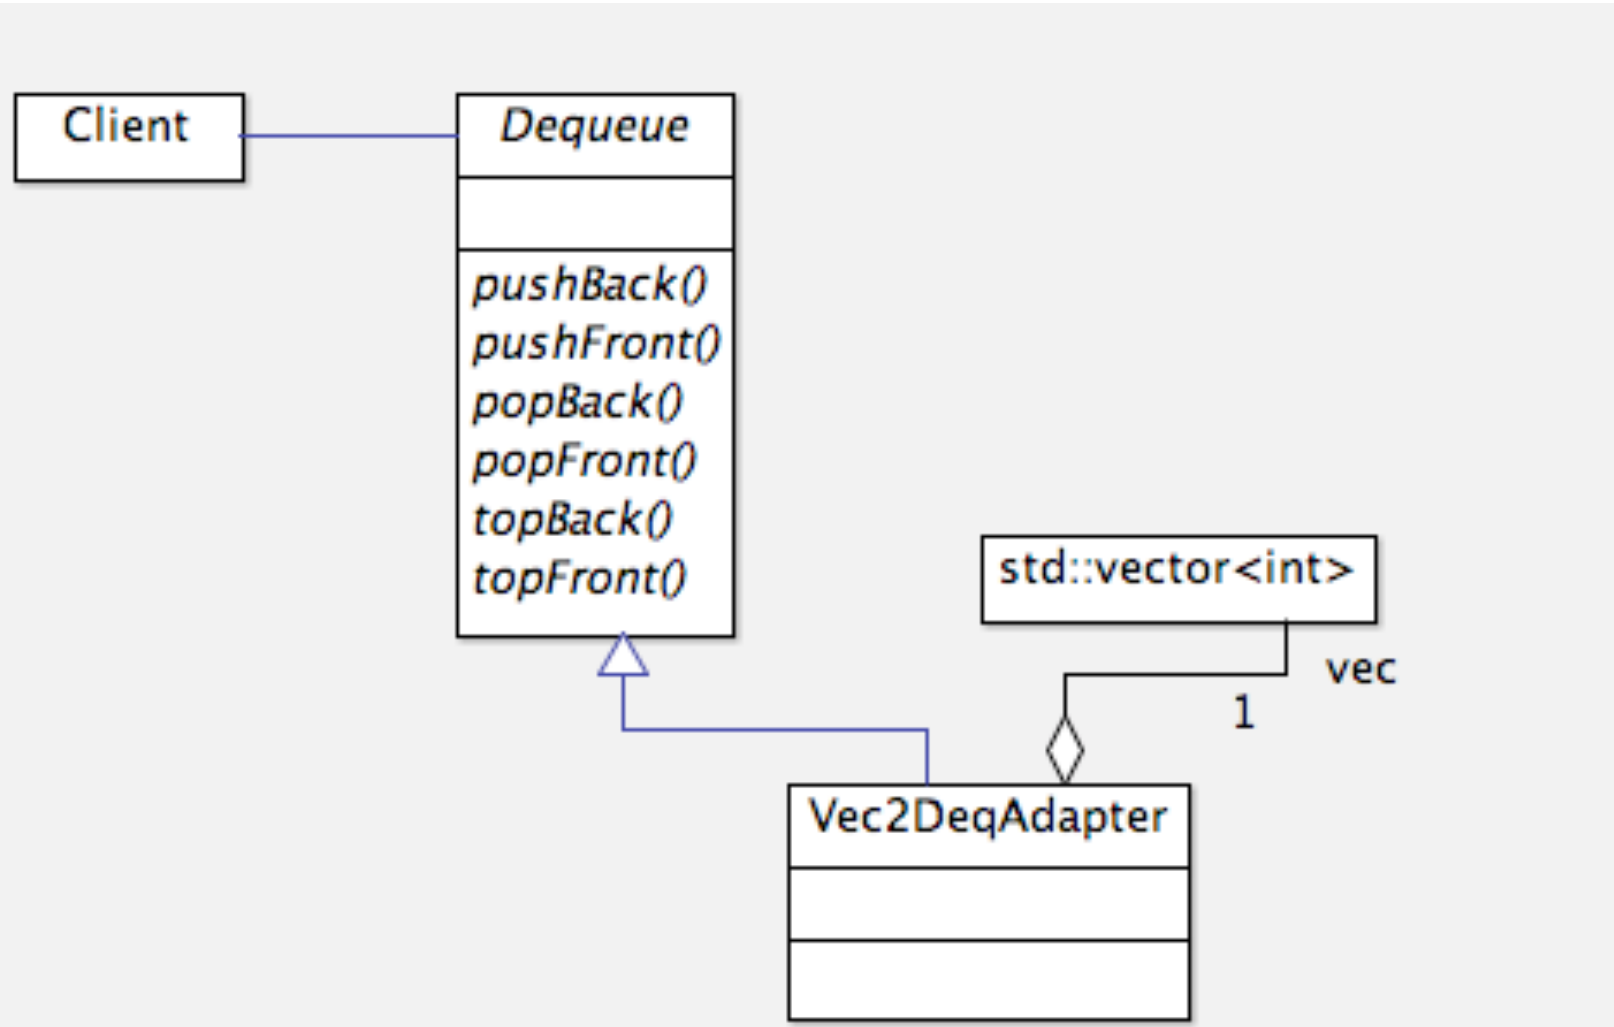 Client
Dequeue
pushBack()
pushFront()
popBack()
popFront()
topBack()
topFront()
std::vector<int>
vec
1
Vec2DeqAdapter